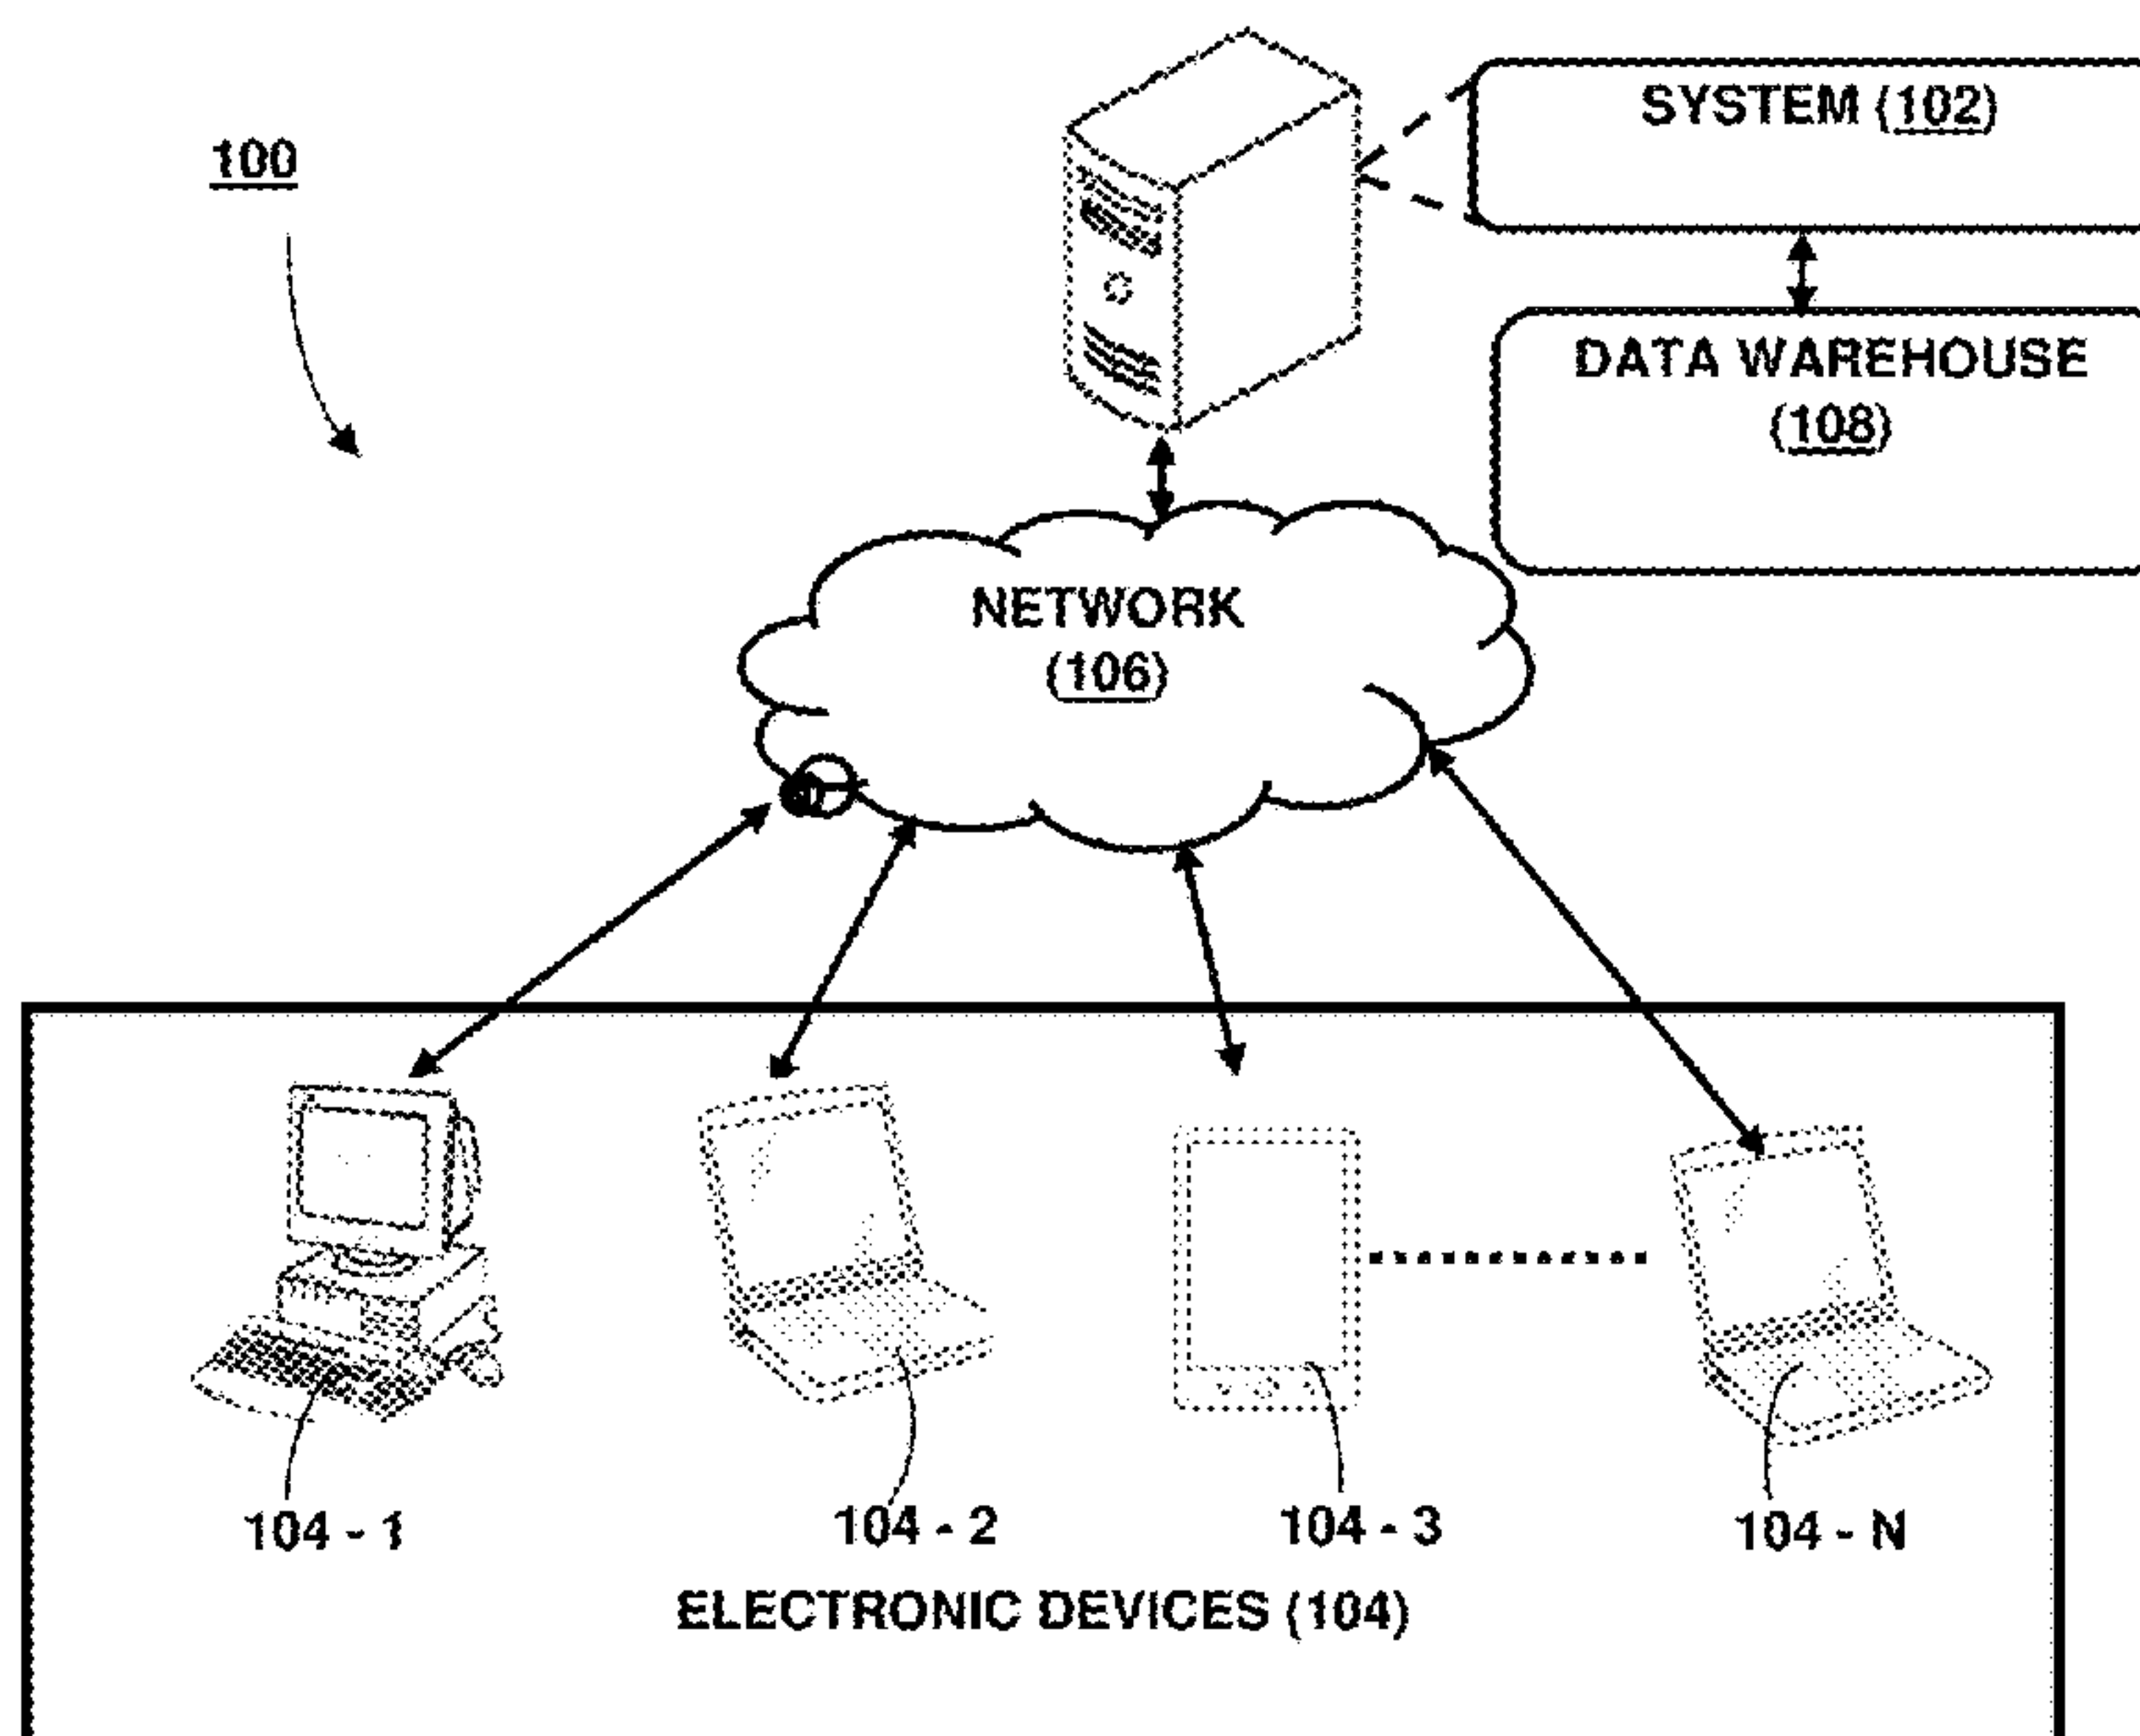 100
SYSTEM (102)
DATA WAREHOUSE
(108)
NETWORK
(106)
104 - 1
104 - 2
104 - 3
104 - N
ELECTRONIC DEVICES (104)